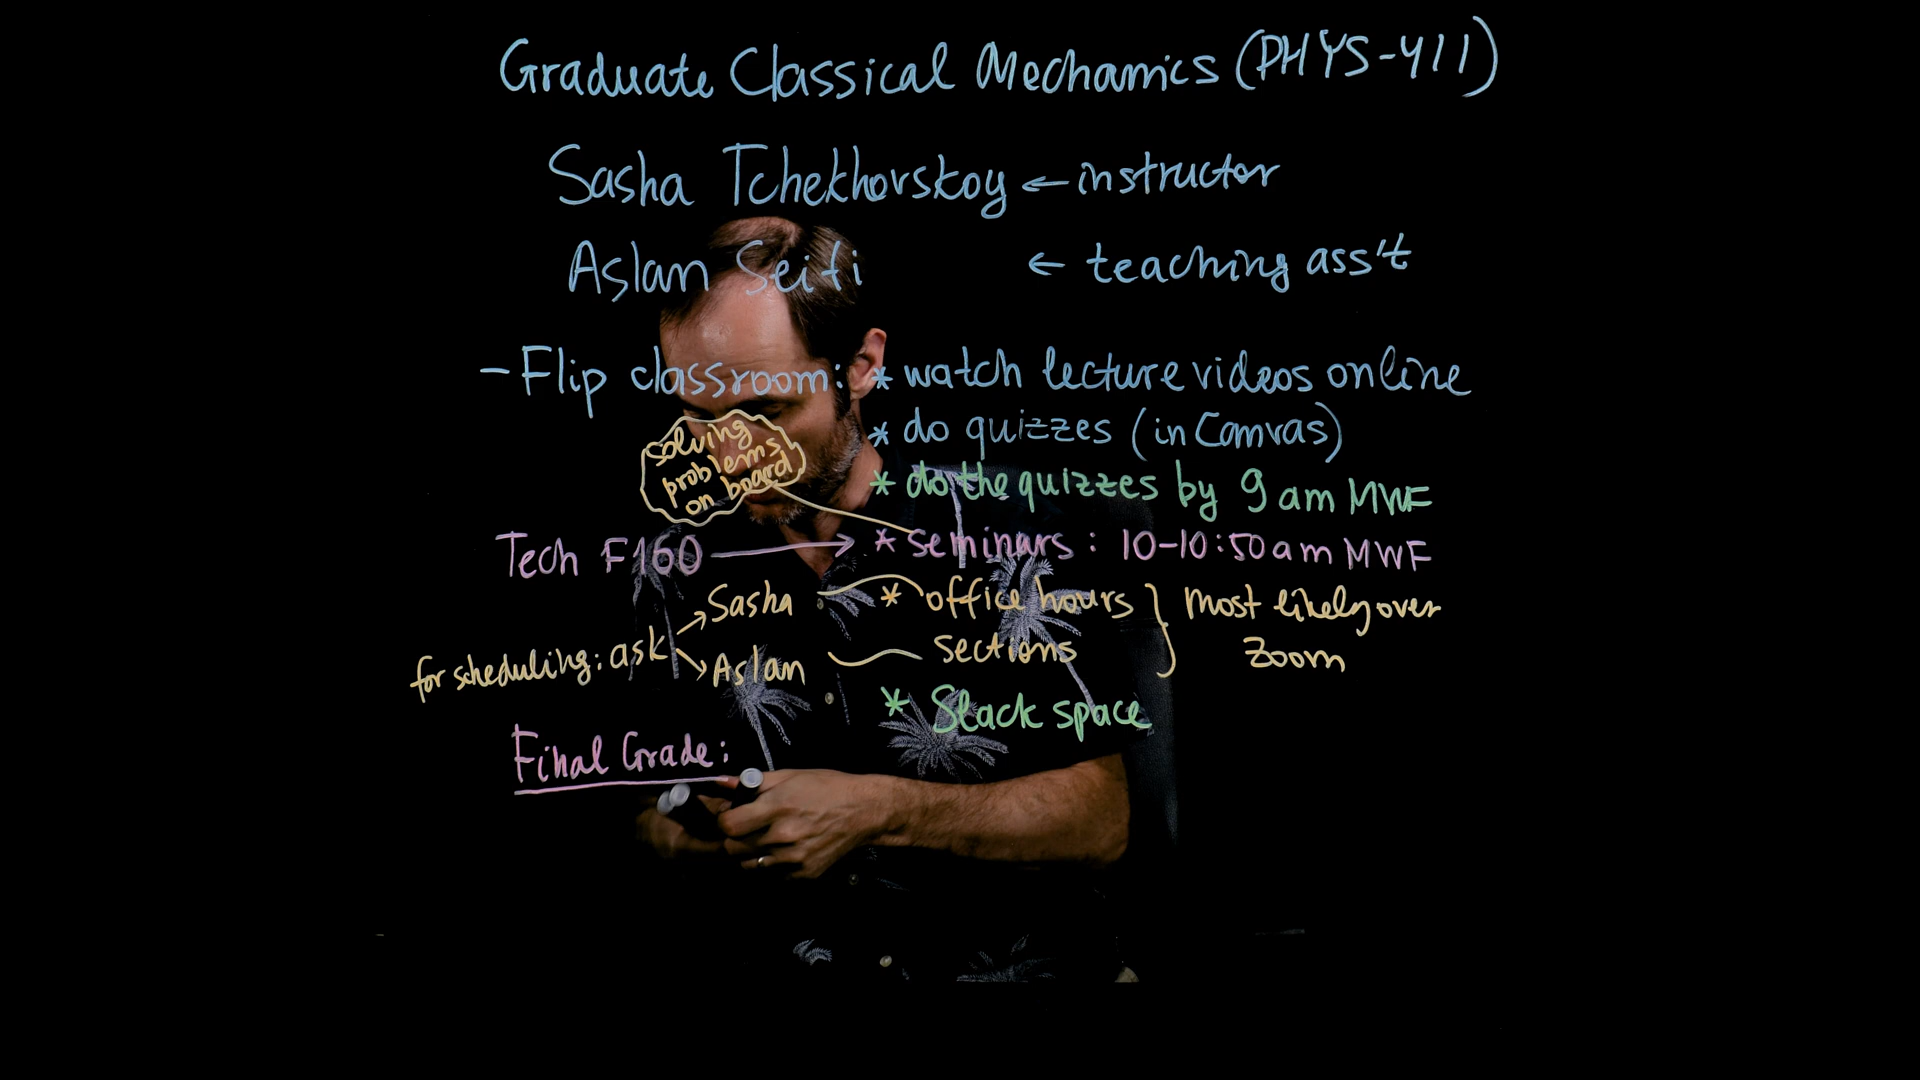 Graduate Classical Mechanics (PHYS-411)
Sasha Tchekhovskoy ← instructor
Aslan Seifi ← teaching ass't
- Flip classroom: * watch lecture videos online
* do quizzes (in Canvas)
solving
problems
on board
* do the quizzes by 9 am MWF
Tech F160 → * seminars: 10-10:50 am MWF
Sasha * office hours } most likely over
for scheduling: ask
Aslan sections zoom
* Slack space
Final Grade: